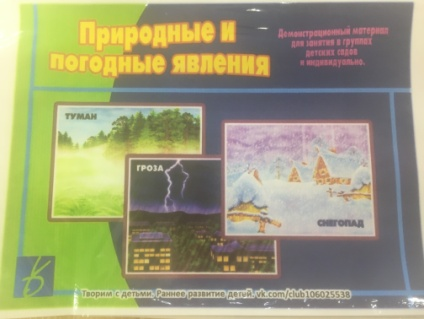 Природные и
погодные явления
Демонстрационный материал
для занятий в группах
детских садов
и индивидуально.
ТУМАН
ГРОЗА
СНЕГОПАД
Творим с детьми. Раннее развитие детей. vk.com/club106025538